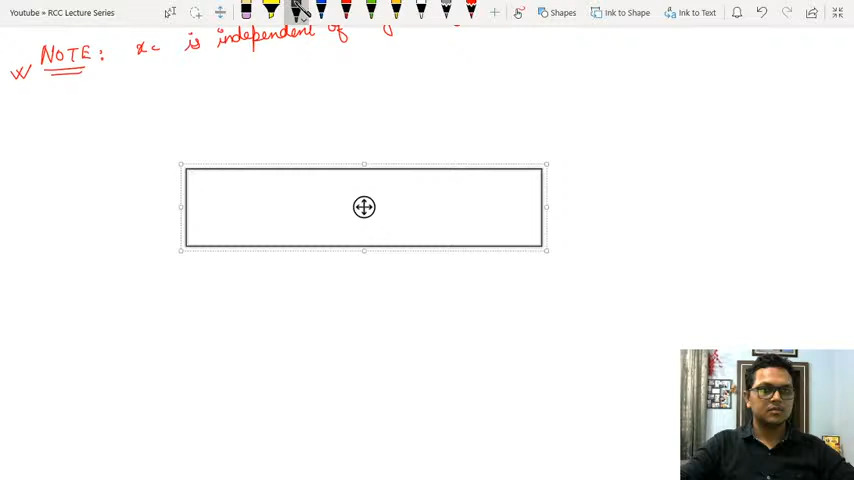 Youtube » RCC Lecture Series
Shapes
Ink to Shape
Ink to Text
NOTE: xc is independent of